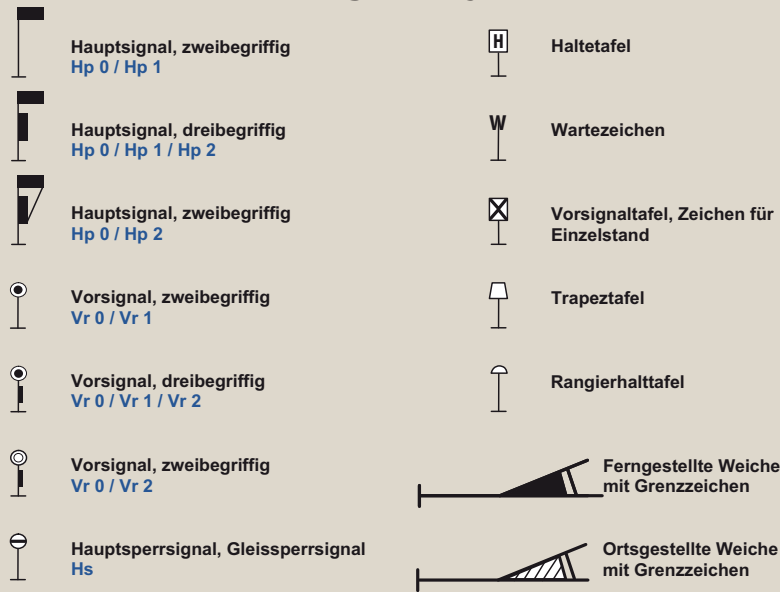 Hauptsignal, zweibegriffig
Hp 0 / Hp 1
Hauptsignal, dreibegriffig
Hp 0 / Hp 1 / Hp 2
Hauptsignal, zweibegriffig
Hp 0 / Hp 2
Vorsignal, zweibegriffig
Vr 0 / Vr 1
Vorsignal, dreibegriffig
Vr 0 / Vr 1 / Vr 2
Vorsignal, zweibegriffig
Vr 0 / Vr 2
Hauptsperrsignal, Gleissperrsignal
Hs
H
Haltetafel
W
Wartezeichen
Vorsignaltafel, Zeichen für
Einzelstand
Trapeztafel
Rangierhalttafel
Ferngestellte Weiche
mit Grenzzeichen
Ortsgestellte Weiche
mit Grenzzeichen